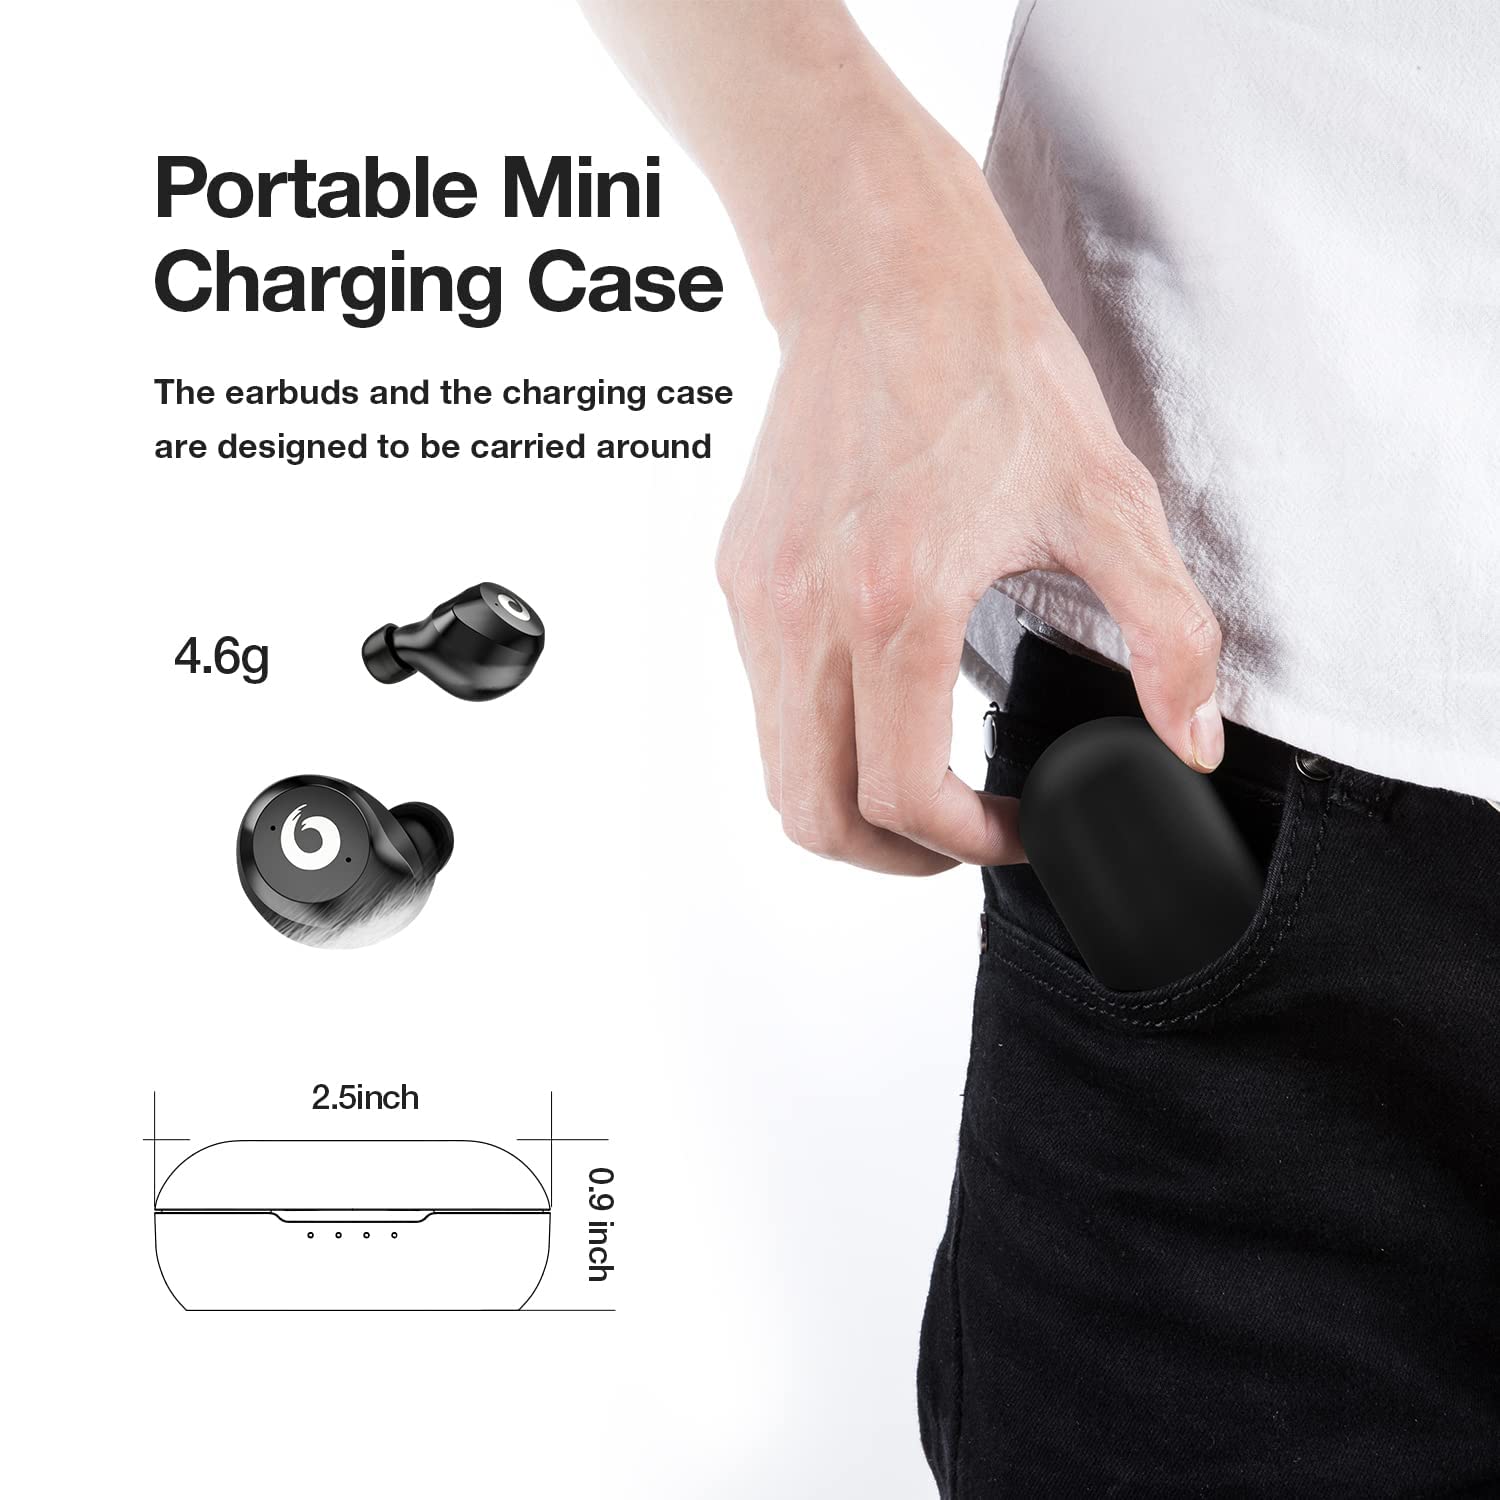 Portable Mini
Charging Case
The earbuds and the charging case
are designed to be carried around
4.6g
2.5inch
0.9 inch